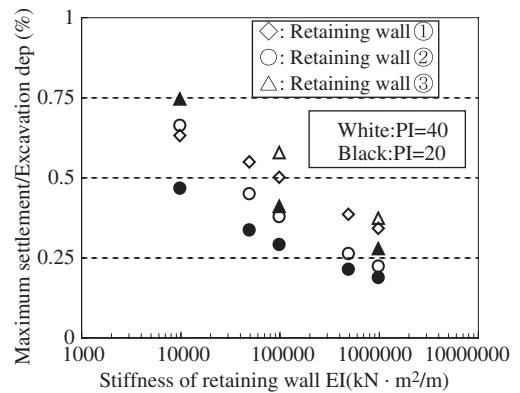 Maximum settlement/Excavation dep (%)
1
0.75
0.5
0.25
0
◇: Retaining wall ①
○: Retaining wall ②
△: Retaining wall ③
White:PI=40
Black:PI=20
1000 10000 100000 1000000 10000000
Stiffness of retaining wall EI(kN · m²/m)